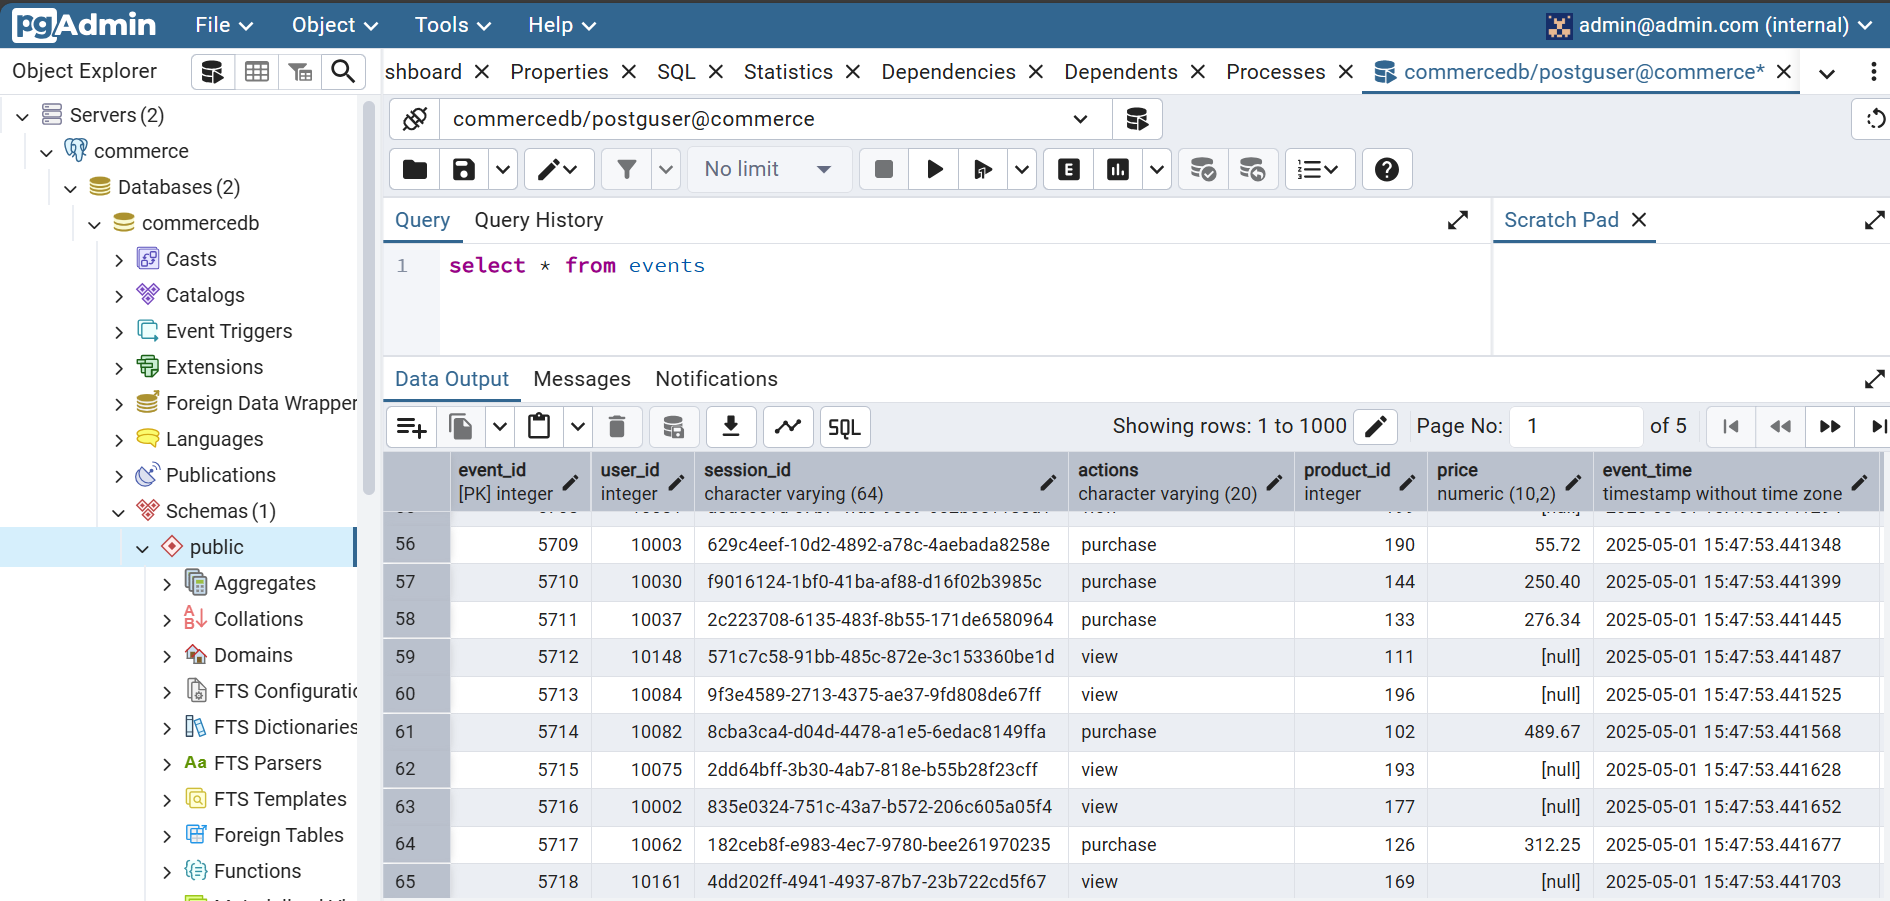 pgAdmin File Object Tools Help admin@admin.com (internal)
Object Explorer shboard Properties SQL Statistics Dependencies Dependents Processes commercedb/postguser@commerce*
Servers (2)
commerce
Databases (2)
commercedb
Casts
Catalogs
Event Triggers
Extensions
Foreign Data Wrapper
Languages
Publications
Schemas (1)
public
Aggregates
Collations
Domains
FTS Configuratio
FTS Dictionaries
Aa FTS Parsers
FTS Templates
Foreign Tables
Functions
commercedb/postguser@commerce
No limit E
Query Query History Scratch Pad
1 select * from events
Data Output Messages Notifications
SQL Showing rows: 1 to 1000 Page No: 1 of 5
event_id user_id session_id actions product_id price event_time
[PK] integer integer character varying (64) character varying (20) integer numeric (10,2) timestamp without time zone
56 5709 10003 629c4eef-10d2-4892-a78c-4aebada8258e purchase 190 55.72 2025-05-01 15:47:53.441348
57 5710 10030 f9016124-1bf0-41ba-af88-d16f02b3985c purchase 144 250.40 2025-05-01 15:47:53.441399
58 5711 10037 2c223708-6135-483f-8b55-171de6580964 purchase 133 276.34 2025-05-01 15:47:53.441445
59 5712 10148 571c7c58-91bb-485c-872e-3c153360be1d view 111 [null] 2025-05-01 15:47:53.441487
60 5713 10084 9f3e4589-2713-4375-ae37-9fd808de67ff view 196 [null] 2025-05-01 15:47:53.441525
61 5714 10082 8cba3ca4-d04d-4478-a1e5-6edac8149ffa purchase 102 489.67 2025-05-01 15:47:53.441568
62 5715 10075 2dd64bff-3b30-4ab7-818e-b55b28f23cff view 193 [null] 2025-05-01 15:47:53.441628
63 5716 10002 835e0324-751c-43a7-b572-206c605a05f4 view 177 [null] 2025-05-01 15:47:53.441652
64 5717 10062 182ceb8f-e983-4ec7-9780-bee261970235 purchase 126 312.25 2025-05-01 15:47:53.441677
65 5718 10161 4dd202ff-4941-4937-87b7-23b722cd5f67 view 169 [null] 2025-05-01 15:47:53.441703